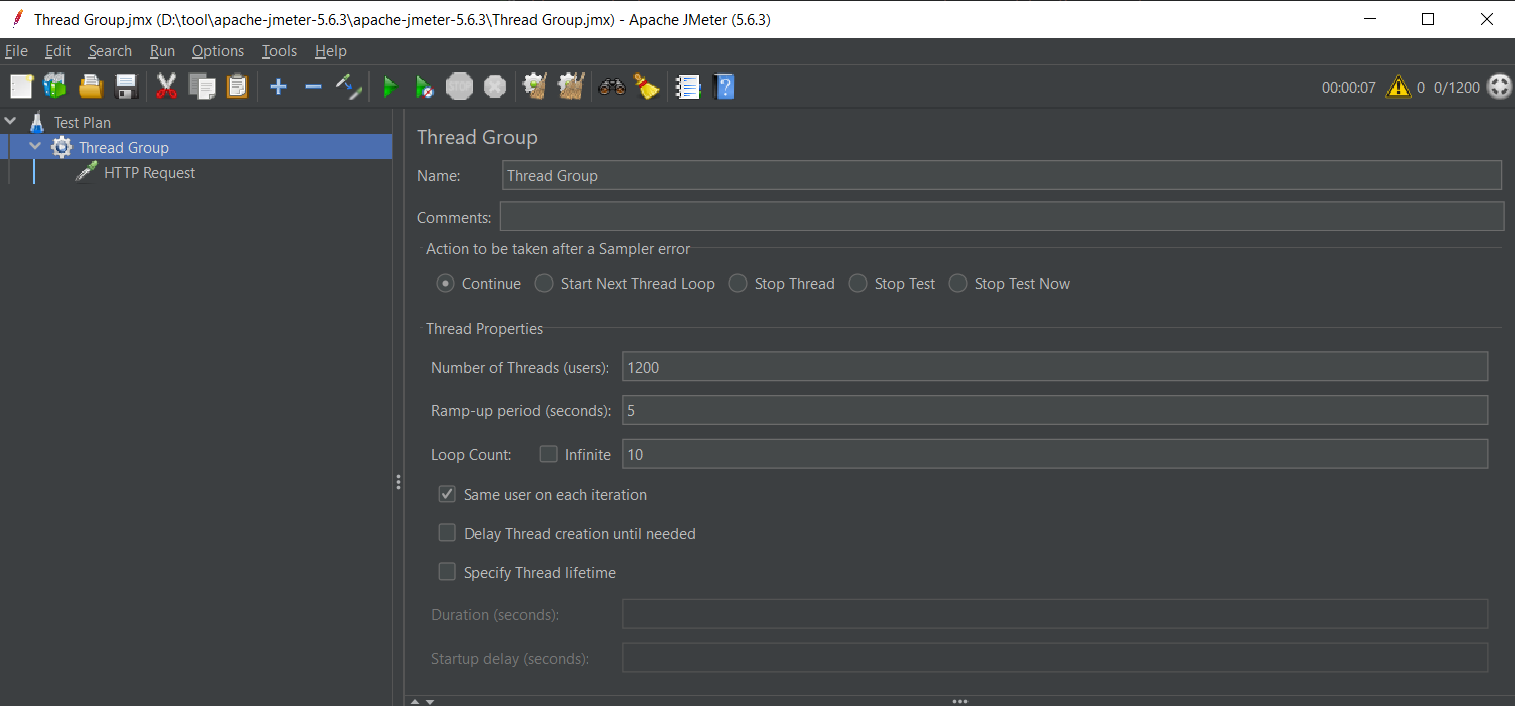 Thread Group.jmx (D:\tool\apache-jmeter-5.6.3\apache-jmeter-5.6.3\Thread Group.jmx) - Apache JMeter (5.6.3)
File Edit Search Run Options Tools Help
STOP 00:00:07 0 0/1200
Test Plan
Thread Group
HTTP Request
Thread Group
Name: Thread Group
Comments:
Action to be taken after a Sampler error
Continue Start Next Thread Loop Stop Thread Stop Test Stop Test Now
Thread Properties
Number of Threads (users): 1200
Ramp-up period (seconds): 5
Loop Count: Infinite 10
Same user on each iteration
Delay Thread creation until needed
Specify Thread lifetime
Duration (seconds):
Startup delay (seconds):